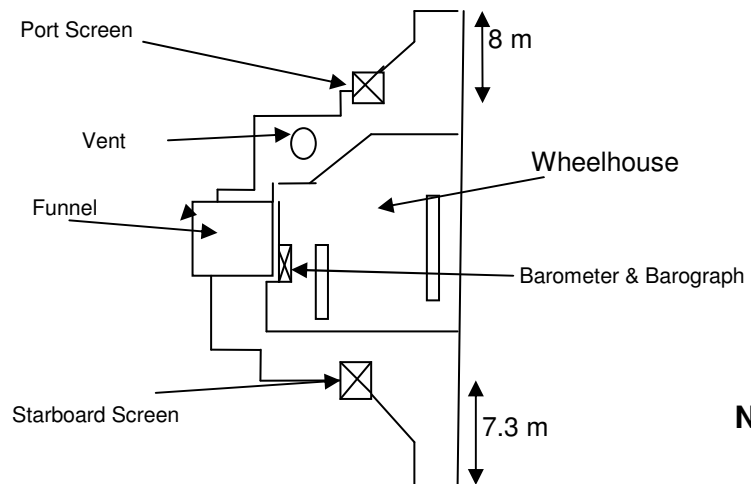 Port Screen
8 m
Vent
Wheelhouse
Funnel
Barometer & Barograph
Starboard Screen
7.3 m
N